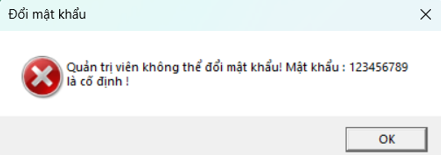 Đổi mật khẩu
Quản trị viên không thể đổi mật khẩu! Mật khẩu : 123456789
là cố định !
OK